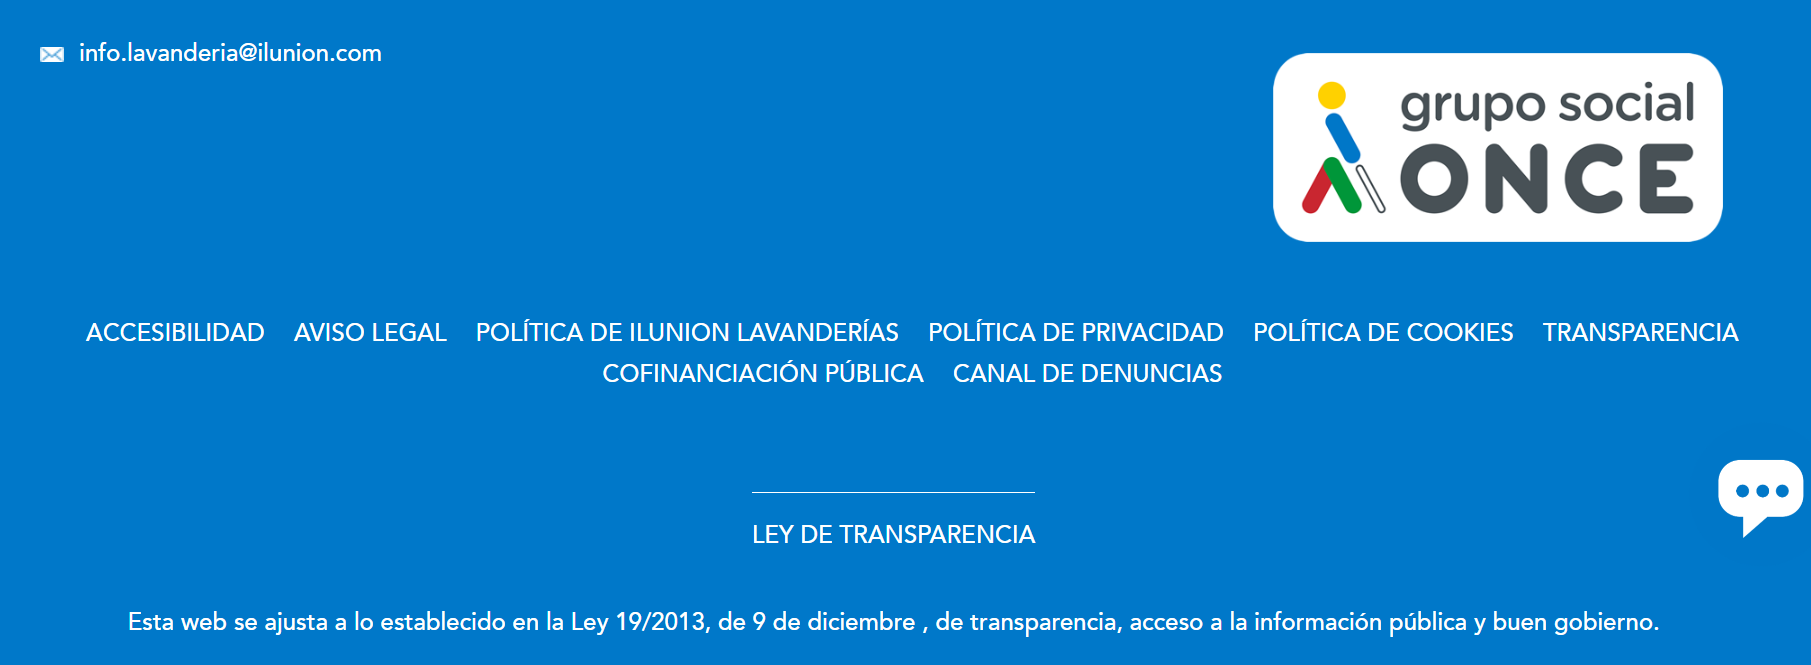 info.lavanderia@ilunion.com
grupo social
ONCE
ACCESIBILIDAD AVISO LEGAL POLÍTICA DE ILUNION LAVANDERÍAS POLÍTICA DE PRIVACIDAD POLÍTICA DE COOKIES TRANSPARENCIA
COFINANCIACIÓN PÚBLICA CANAL DE DENUNCIAS
LEY DE TRANSPARENCIA
Esta web se ajusta a lo establecido en la Ley 19/2013, de 9 de diciembre , de transparencia, acceso a la información pública y buen gobierno.